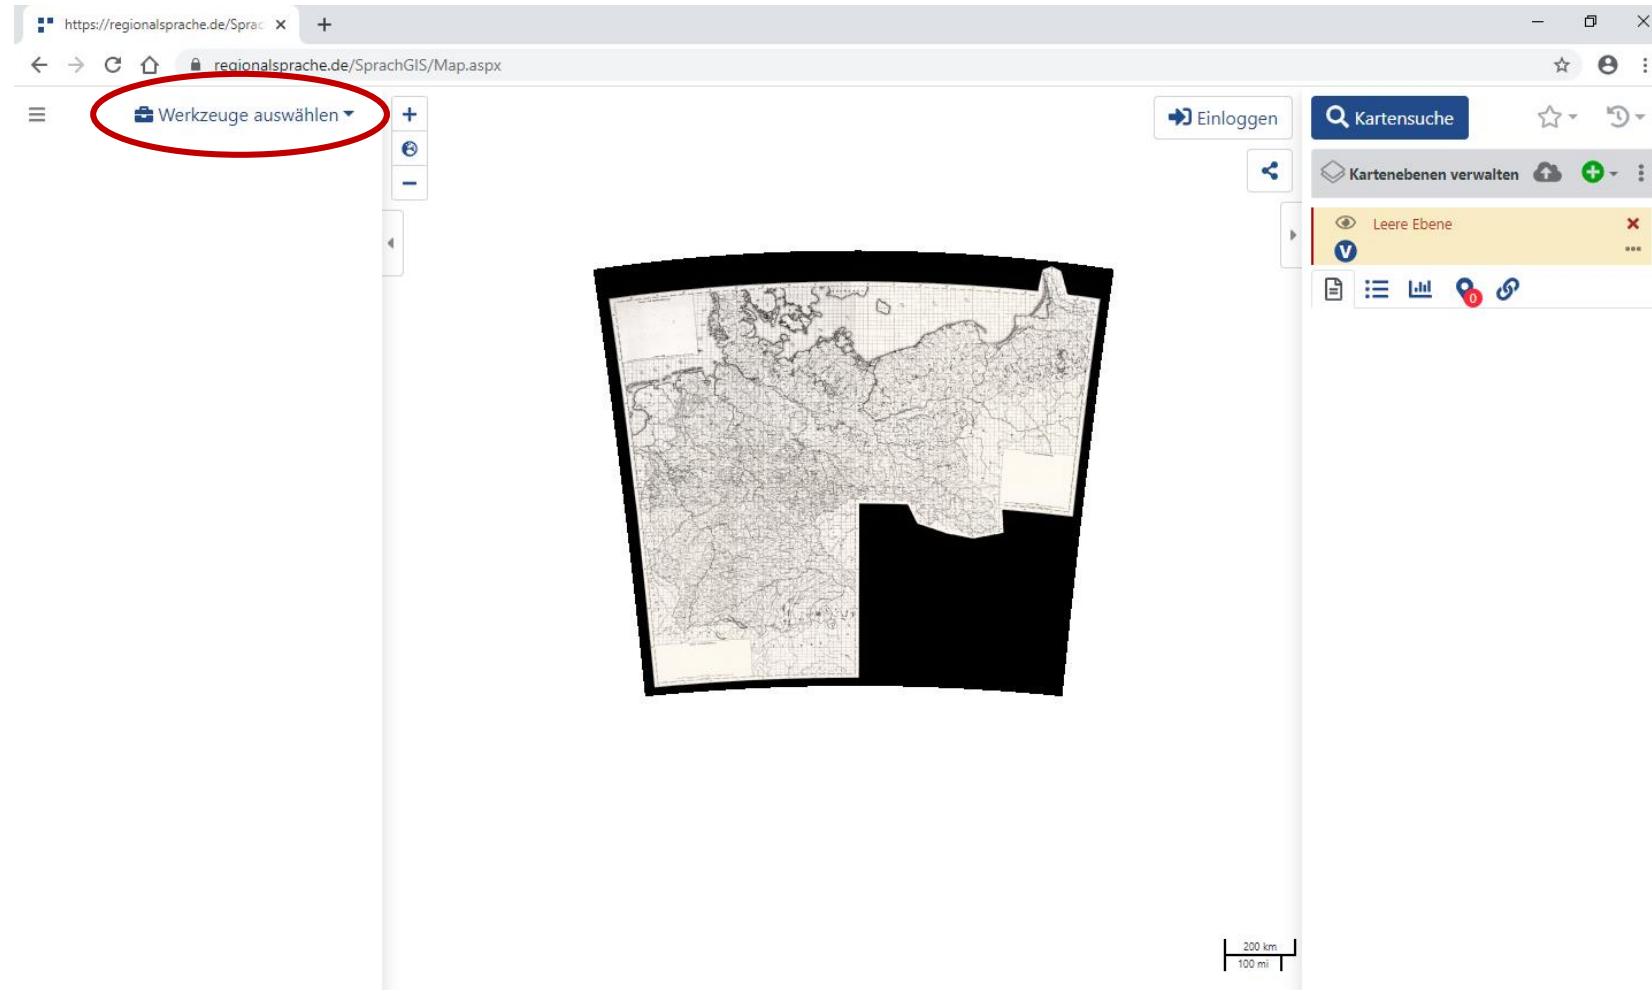 https://regionalsprache.de/Sprac
regionalsprache.de/SprachGIS/Map.aspx
Werkzeuge auswählen
Einloggen
Kartensuche
Kartenebenen verwalten
Leere Ebene
V
0
200 km
100 mi